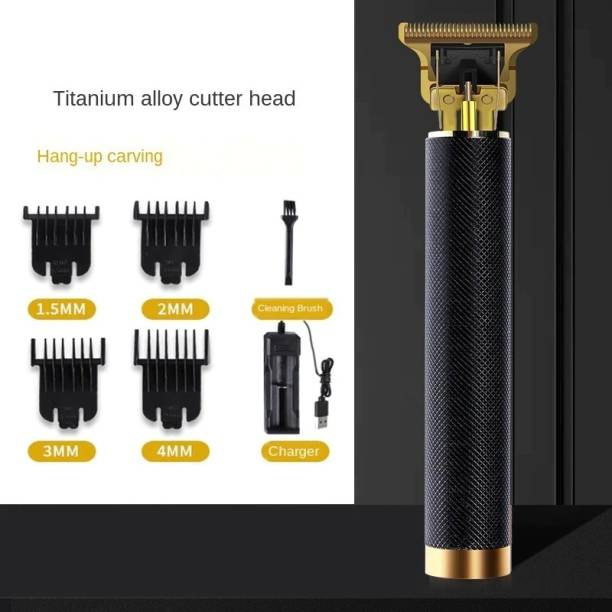 Titanium alloy cutter head
Hang-up carving
1.5MM
2MM
Cleaning Brush
3MM
4MM
Charger